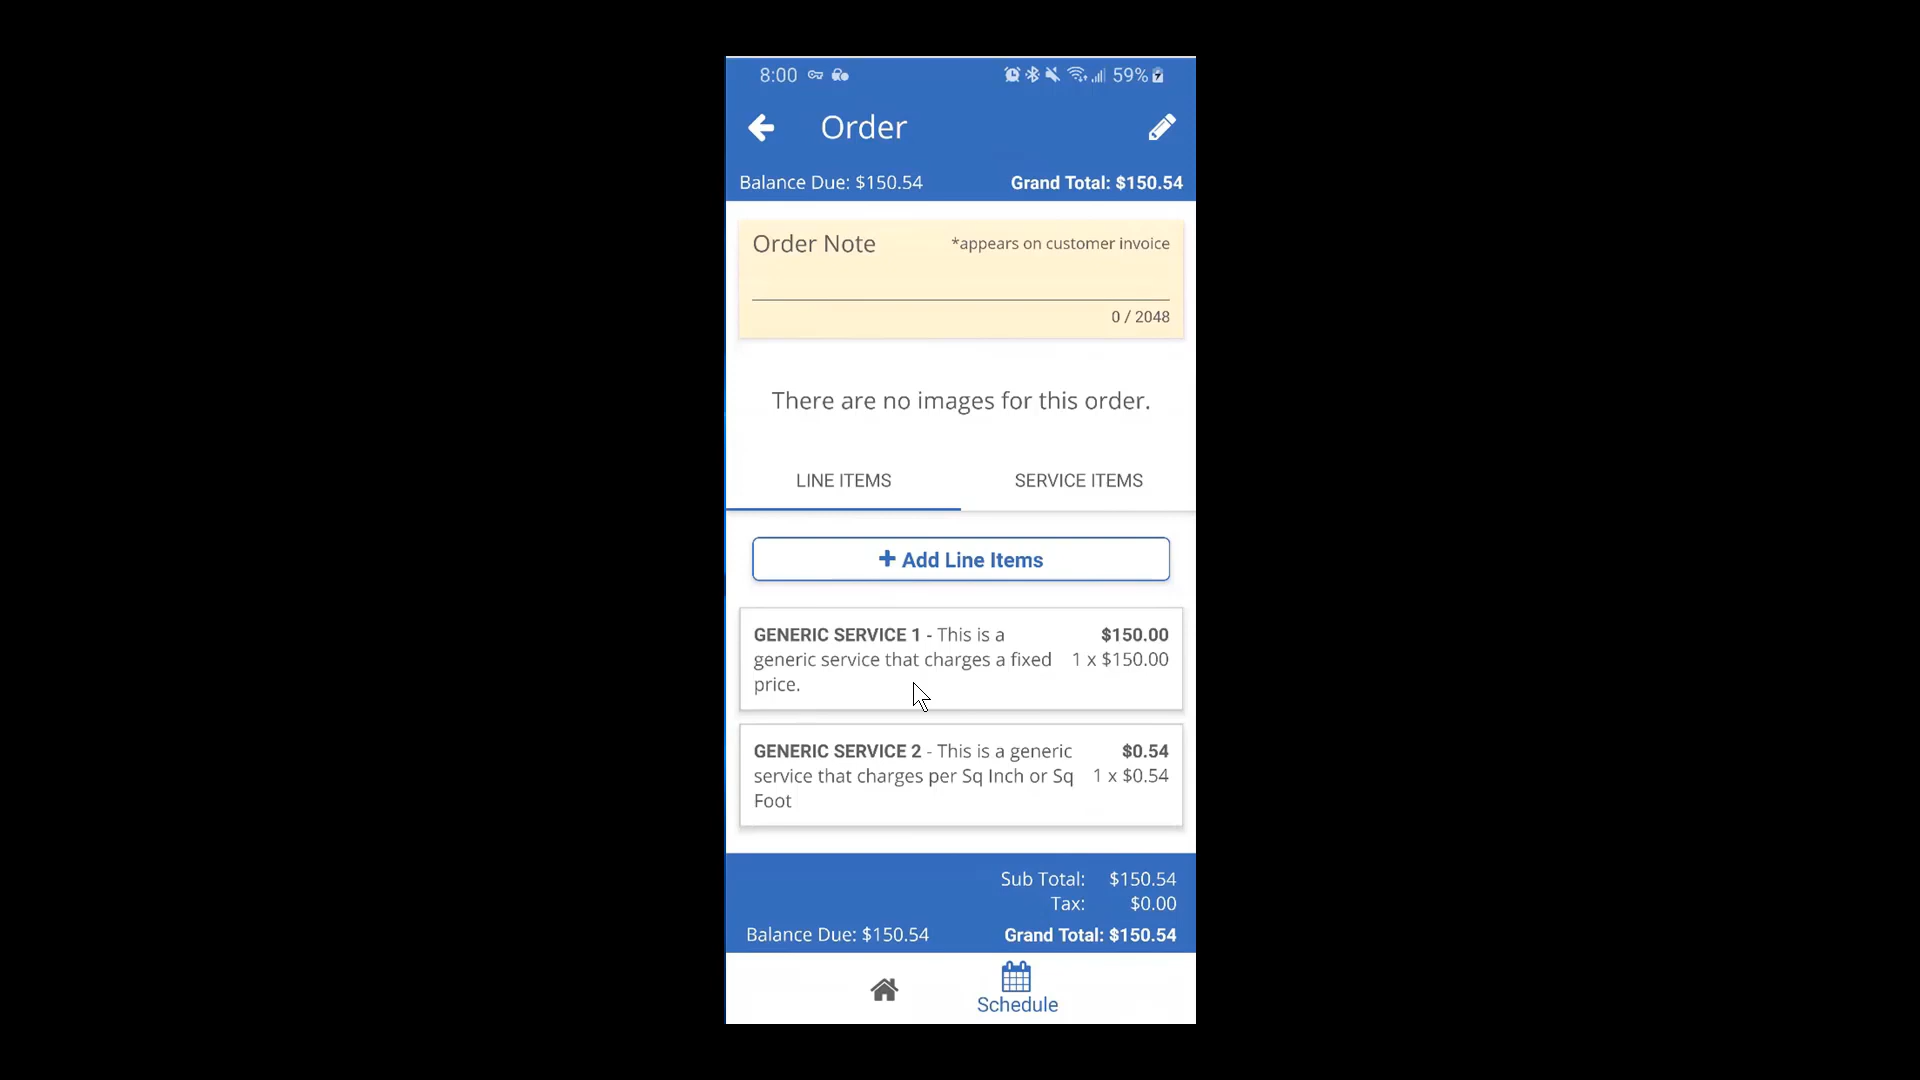 8:00 59%
Order
Balance Due: $150.54 Grand Total: $150.54
Order Note *appears on customer invoice
0 / 2048
There are no images for this order.
LINE ITEMS SERVICE ITEMS
+ Add Line Items
GENERIC SERVICE 1 - This is a $150.00
generic service that charges a fixed 1 x $150.00
price.
GENERIC SERVICE 2 - This is a generic $0.54
service that charges per Sq Inch or Sq 1 x $0.54
Foot
Sub Total: $150.54
Tax: $0.00
Balance Due: $150.54 Grand Total: $150.54
Schedule